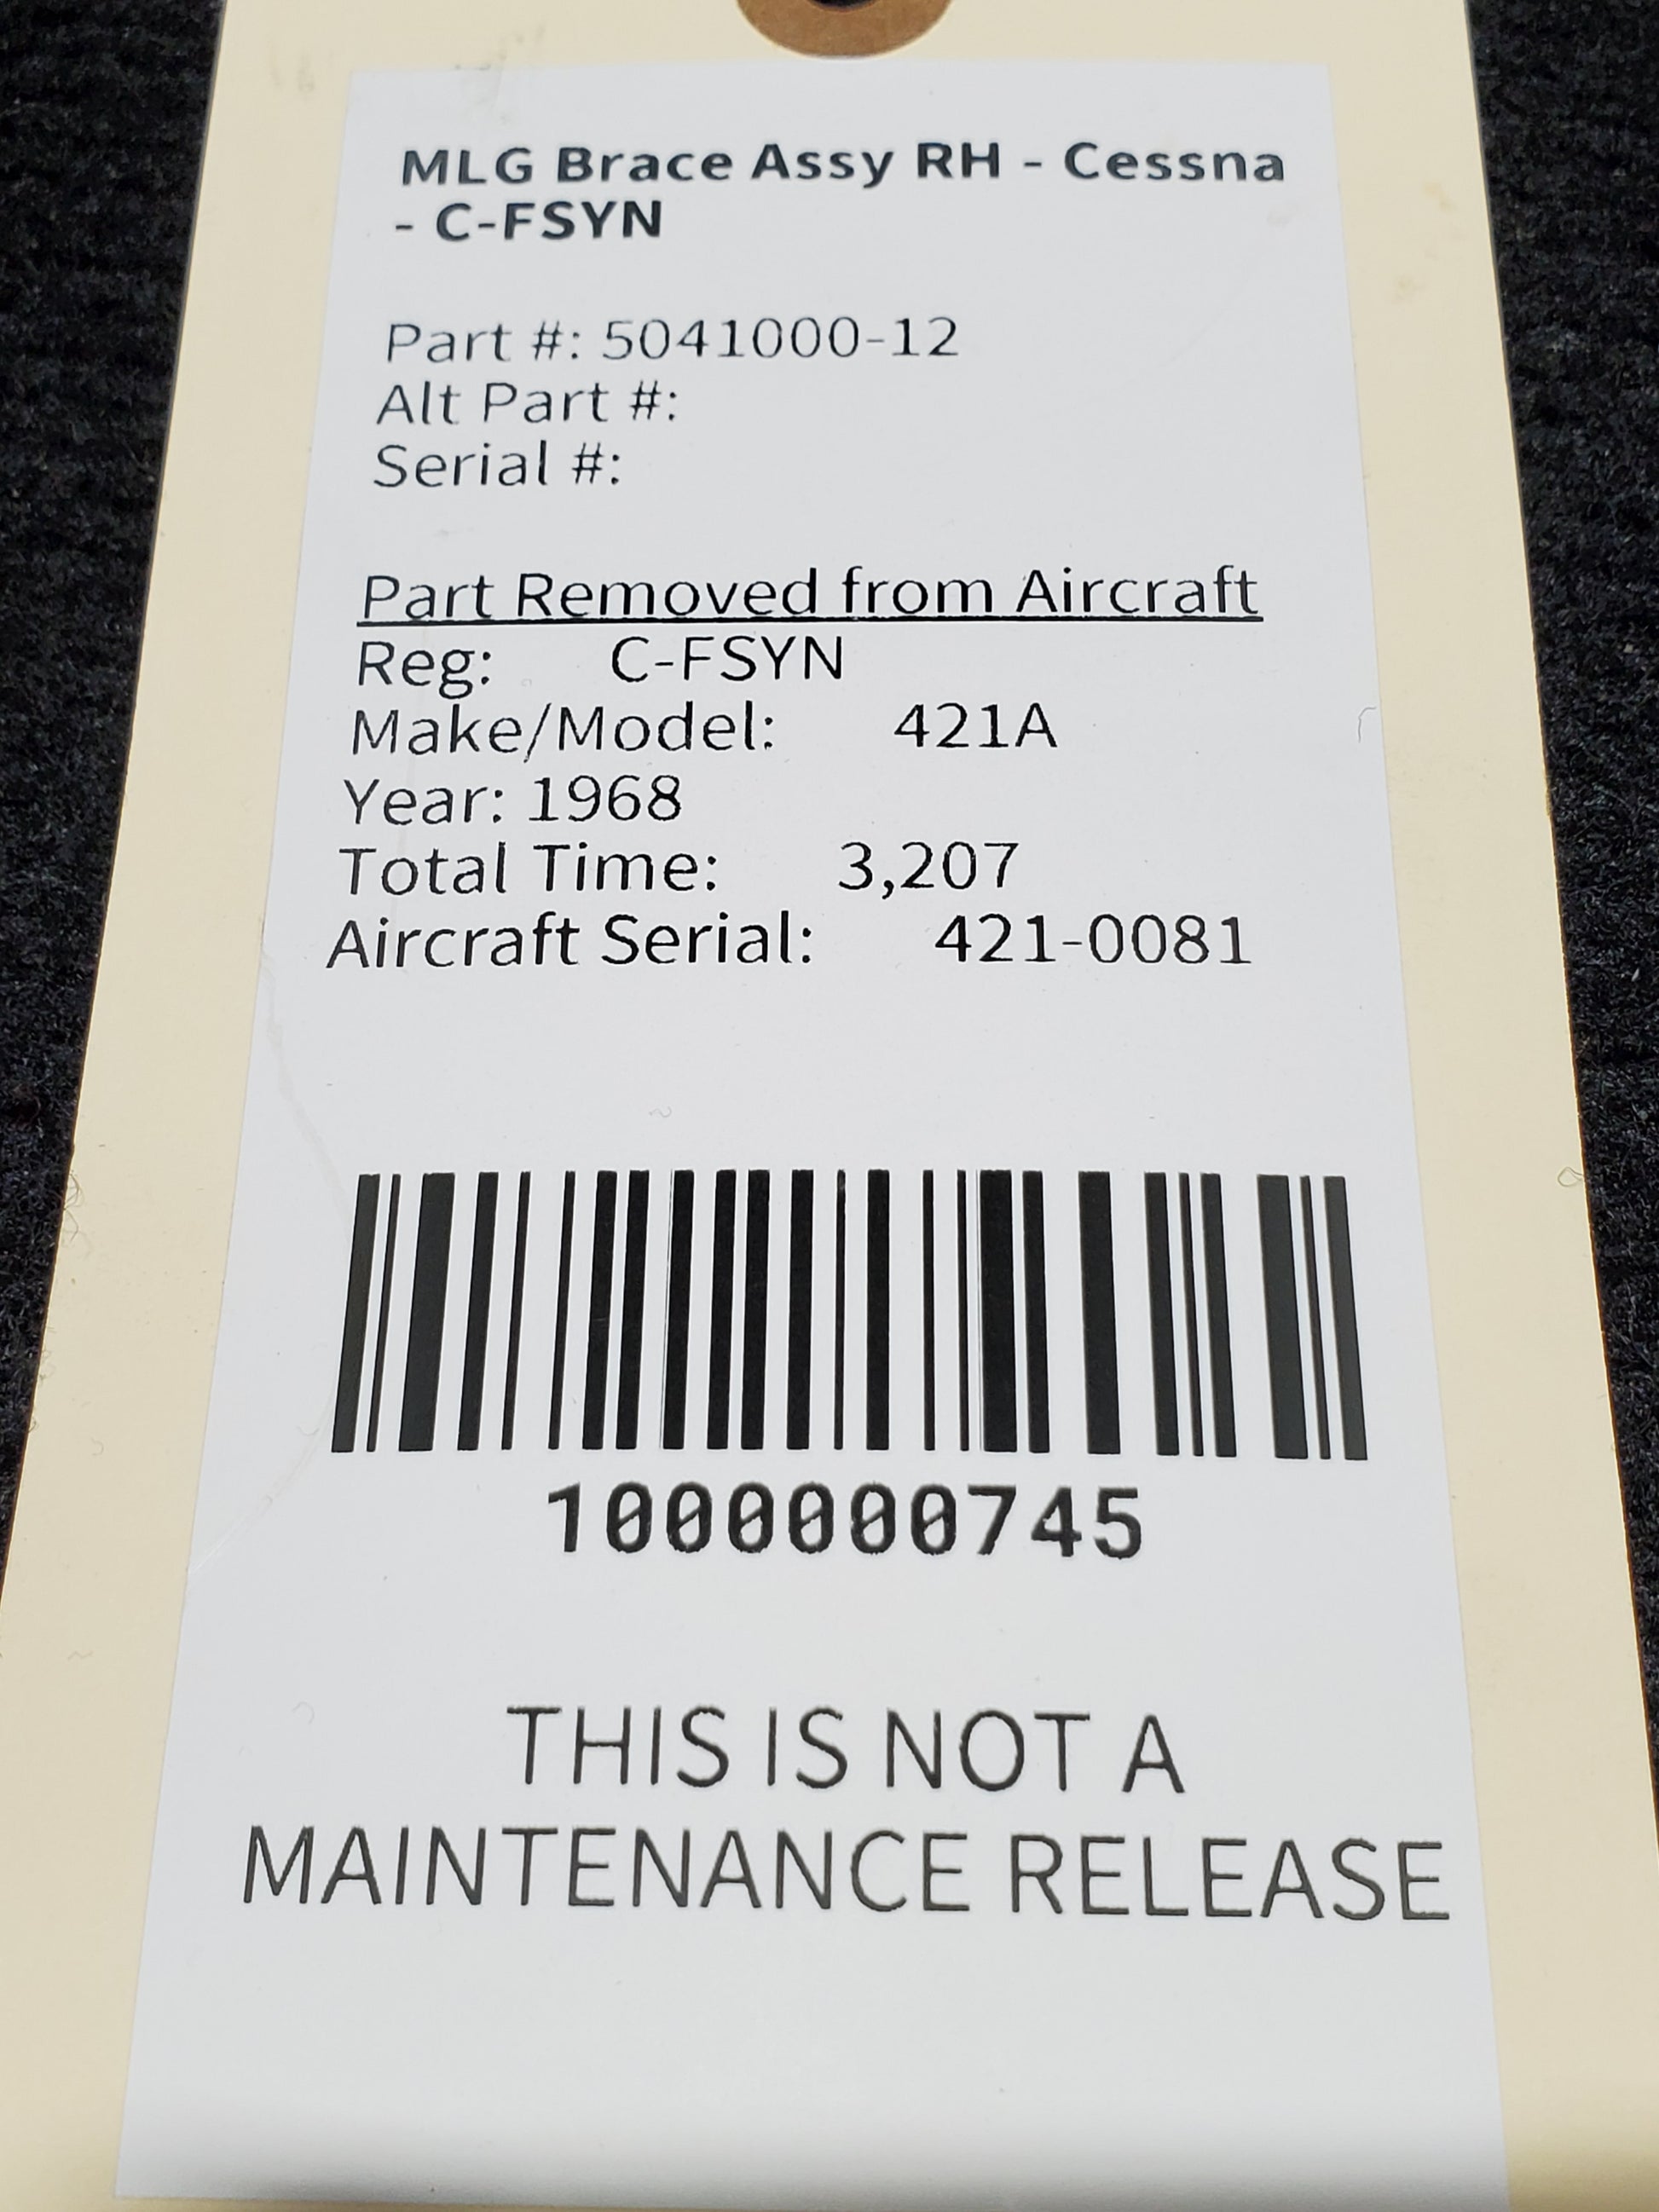 MLG Brace Assy RH - Cessna
- C-FSYN
Part #: 5041000-12
Alt Part #:
Serial #:
Part Removed from Aircraft
Reg: C-FSYN
Make/Model: 421A
Year: 1968
Total Time: 3,207
Aircraft Serial: 421-0081
1000000745
THIS IS NOT A
MAINTENANCE RELEASE